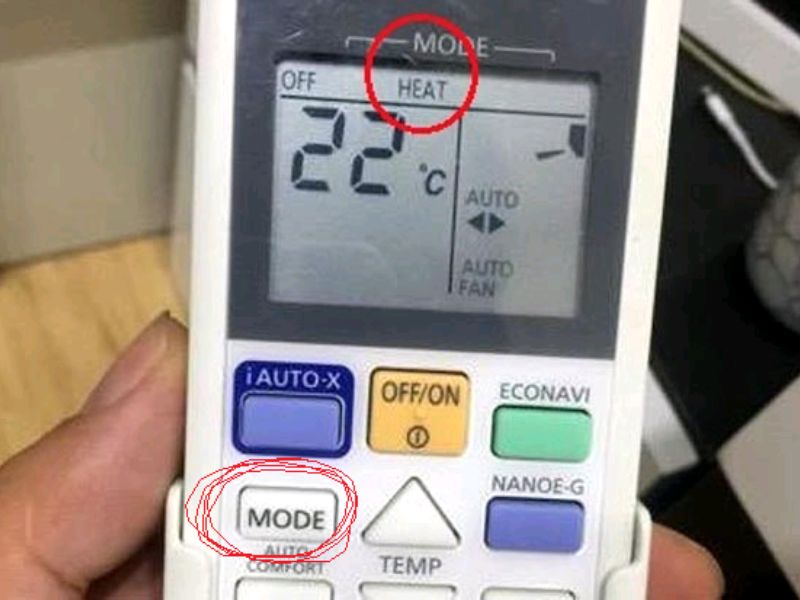 MODE
OFF HEAT
22 °C
AUTO
AUTO
FAN
iAUTO-X
OFF/ON
ECONAVI
MODE
NANOE-G
AUTO
COMFORT
TEMP